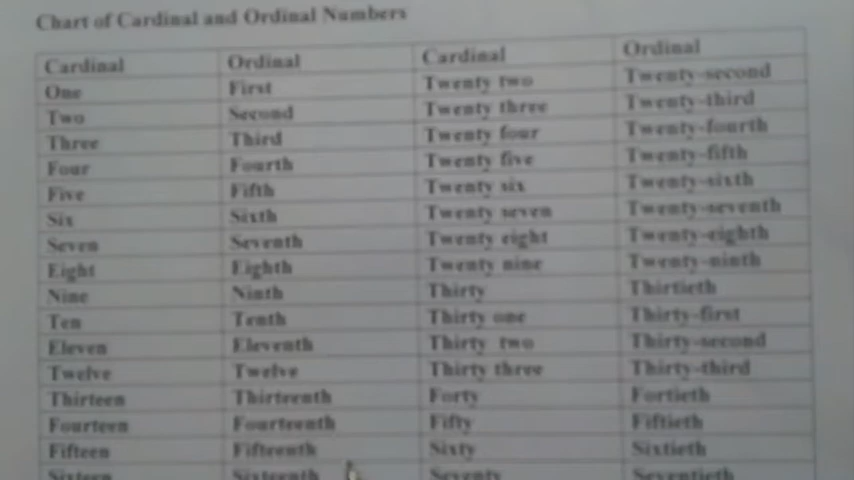 Chart of Cardinal and Ordinal Numbers
Cardinal Ordinal Cardinal Ordinal
One First Twenty two Twenty-second
Two Second Twenty three Twenty-third
Three Third Twenty four Twenty-fourth
Four Fourth Twenty five Twenty-fifth
Five Fifth Twenty six Twenty-sixth
Six Sixth Twenty seven Twenty-seventh
Seven Seventh Twenty eight Twenty-eighth
Eight Eighth Twenty nine Twenty-ninth
Nine Ninth Thirty Thirtieth
Ten Tenth Thirty one Thirty-first
Eleven Eleventh Thirty two Thirty-second
Twelve Twelve Thirty three Thirty-third
Thirteen Thirteenth Forty Fortieth
Fourteen Fourteenth Fifty Fiftieth
Fifteen Fifteenth Sixty Sixtieth
Sixteen Sixteenth Seventy Seventieth